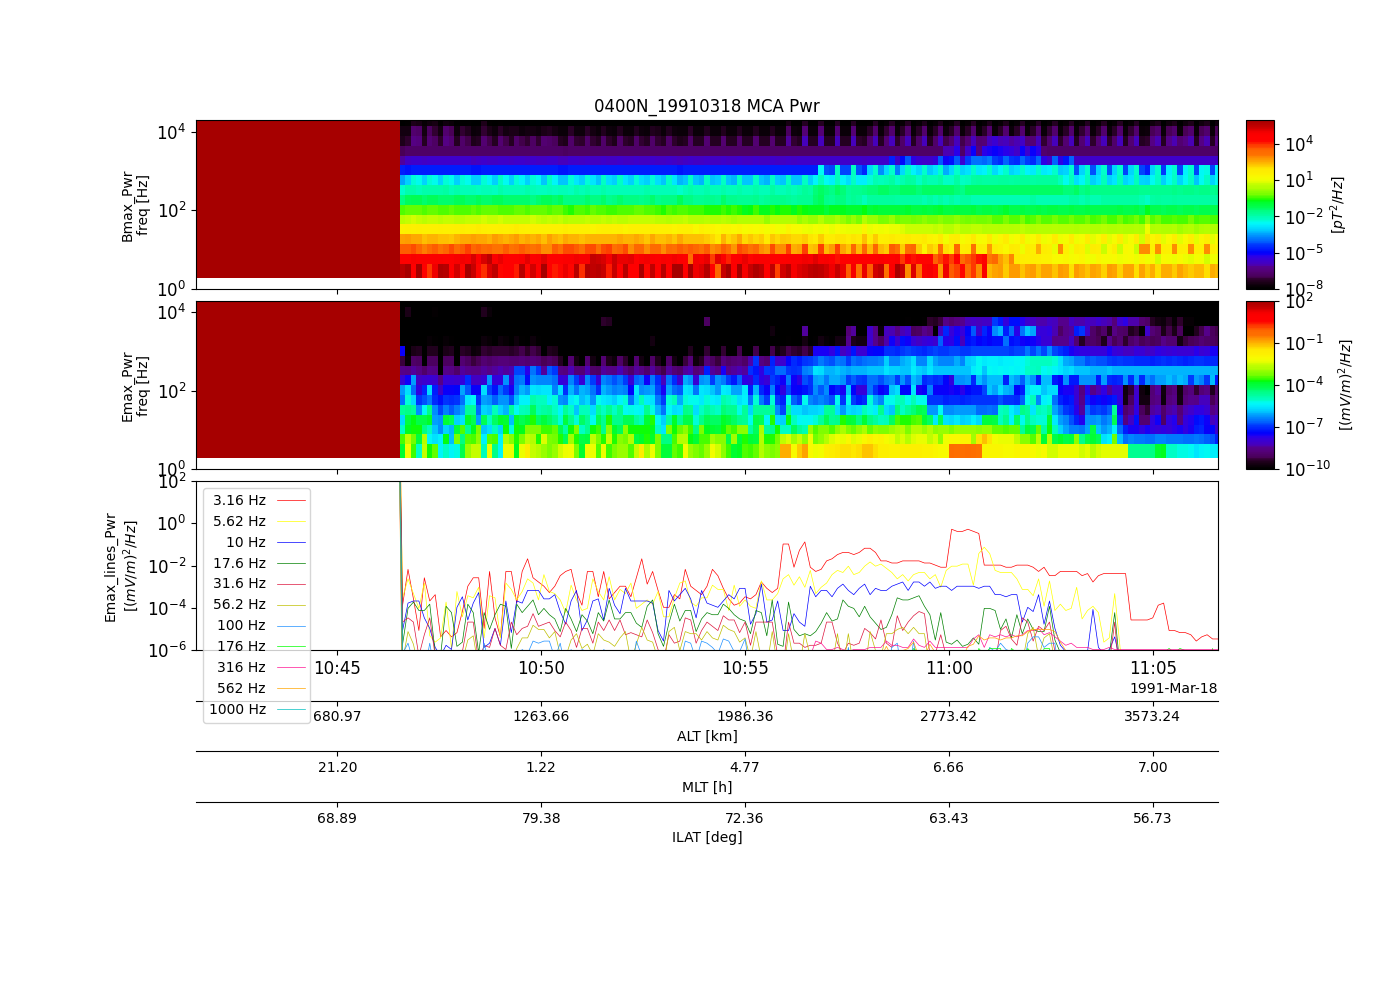 0400N_19910318 MCA Pwr
Bmax_Pwr
freq [Hz]
10^4
10^2
10^0
10^4
10^1
10^-2
10^-5
10^-8
[pT^2/Hz]
Emax_Pwr
freq [Hz]
10^4
10^2
10^0
10^2
10^-1
10^-4
10^-7
10^-10
[(mV/m)^2/Hz]
Emax_lines_Pwr
[(mV/m)^2/Hz]
10^2
10^0
10^-2
10^-4
10^-6
3.16 Hz
5.62 Hz
10 Hz
17.6 Hz
31.6 Hz
56.2 Hz
100 Hz
176 Hz
316 Hz
562 Hz
1000 Hz
10:45 10:50 10:55 11:00 11:05
1991-Mar-18
680.97 1263.66 1986.36 2773.42 3573.24
ALT [km]
21.20 1.22 4.77 6.66 7.00
MLT [h]
68.89 79.38 72.36 63.43 56.73
ILAT [deg]